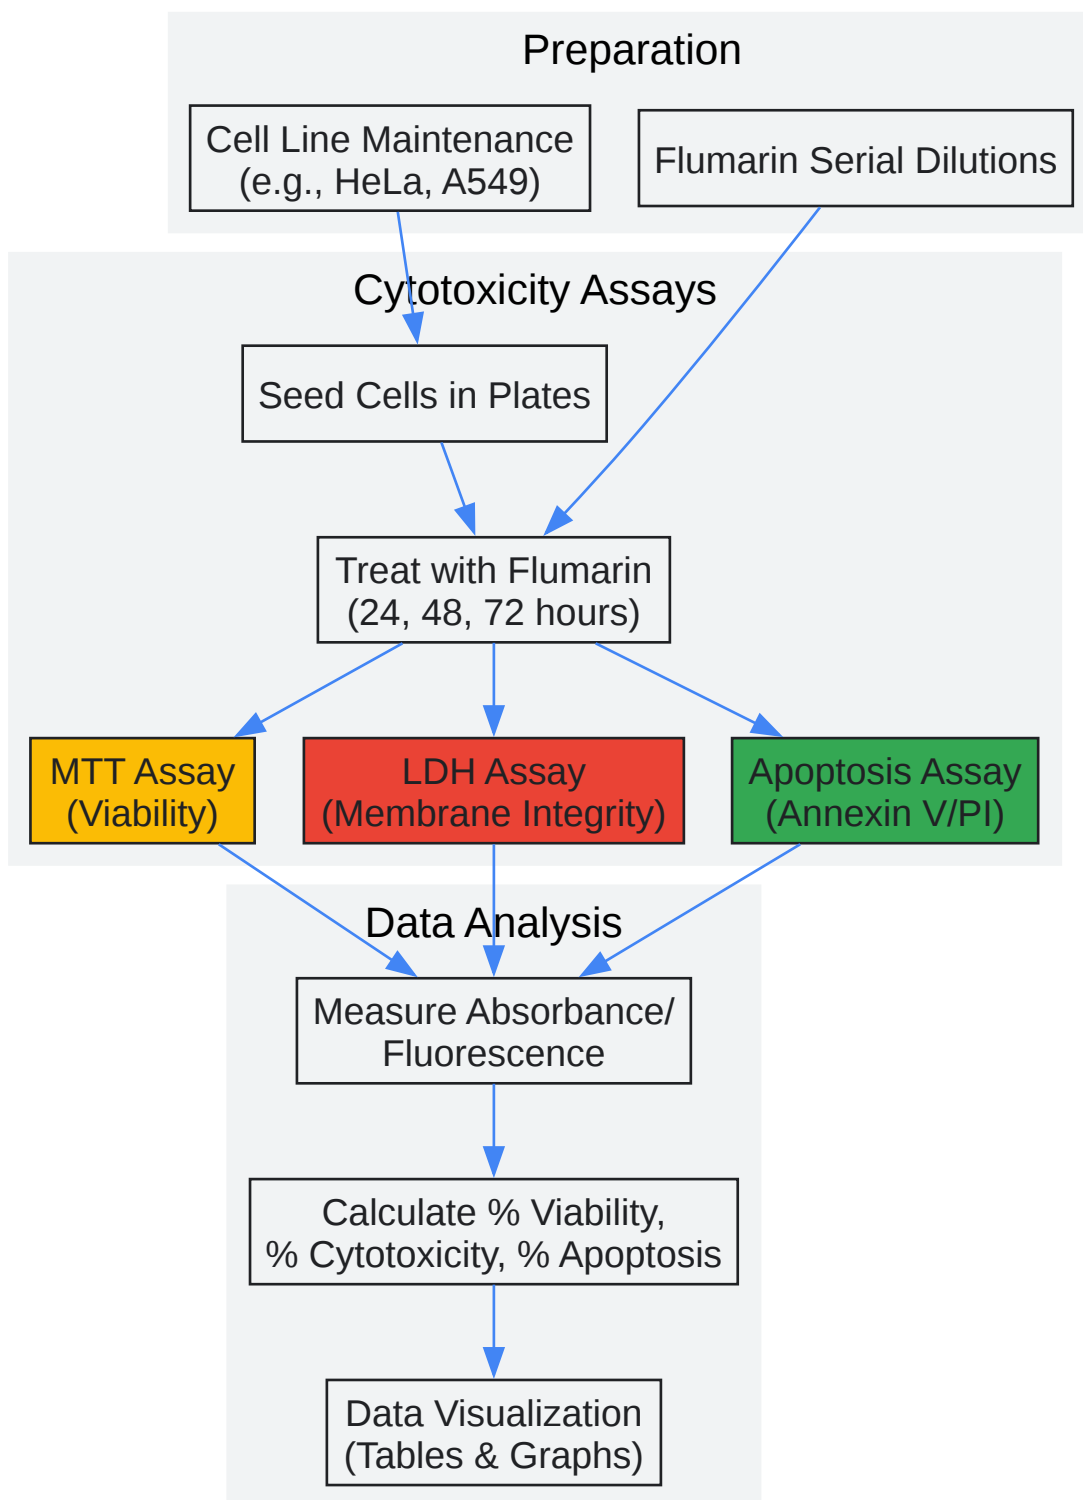 Preparation
Cell Line Maintenance
(e.g., HeLa, A549)
Flumarin Serial Dilutions
Cytotoxicity Assays
Seed Cells in Plates
Treat with Flumarin
(24, 48, 72 hours)
MTT Assay
(Viability)
LDH Assay
(Membrane Integrity)
Apoptosis Assay
(Annexin V/PI)
Data Analysis
Measure Absorbance/
Fluorescence
Calculate % Viability,
% Cytotoxicity, % Apoptosis
Data Visualization
(Tables & Graphs)